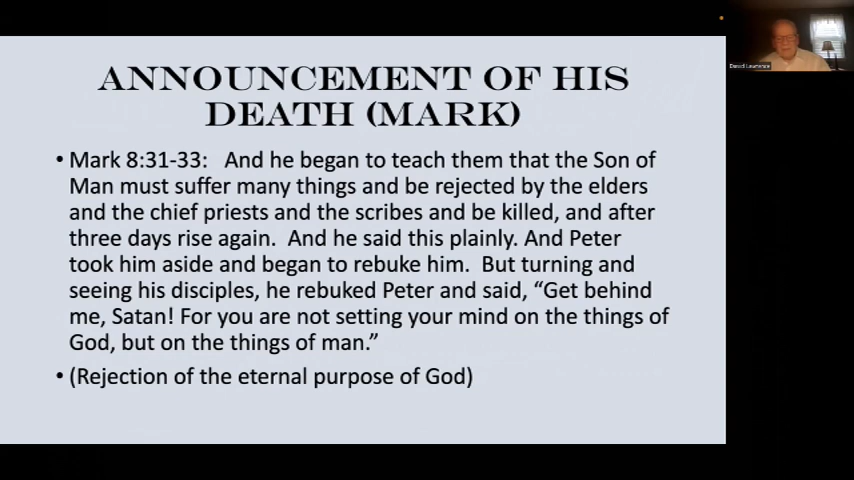 ANNOUNCEMENT OF HIS
DEATH (MARK)
• Mark 8:31-33: And he began to teach them that the Son of
Man must suffer many things and be rejected by the elders
and the chief priests and the scribes and be killed, and after
three days rise again. And he said this plainly. And Peter
took him aside and began to rebuke him. But turning and
seeing his disciples, he rebuked Peter and said, “Get behind
me, Satan! For you are not setting your mind on the things of
God, but on the things of man.”
• (Rejection of the eternal purpose of God)
David Lawrence